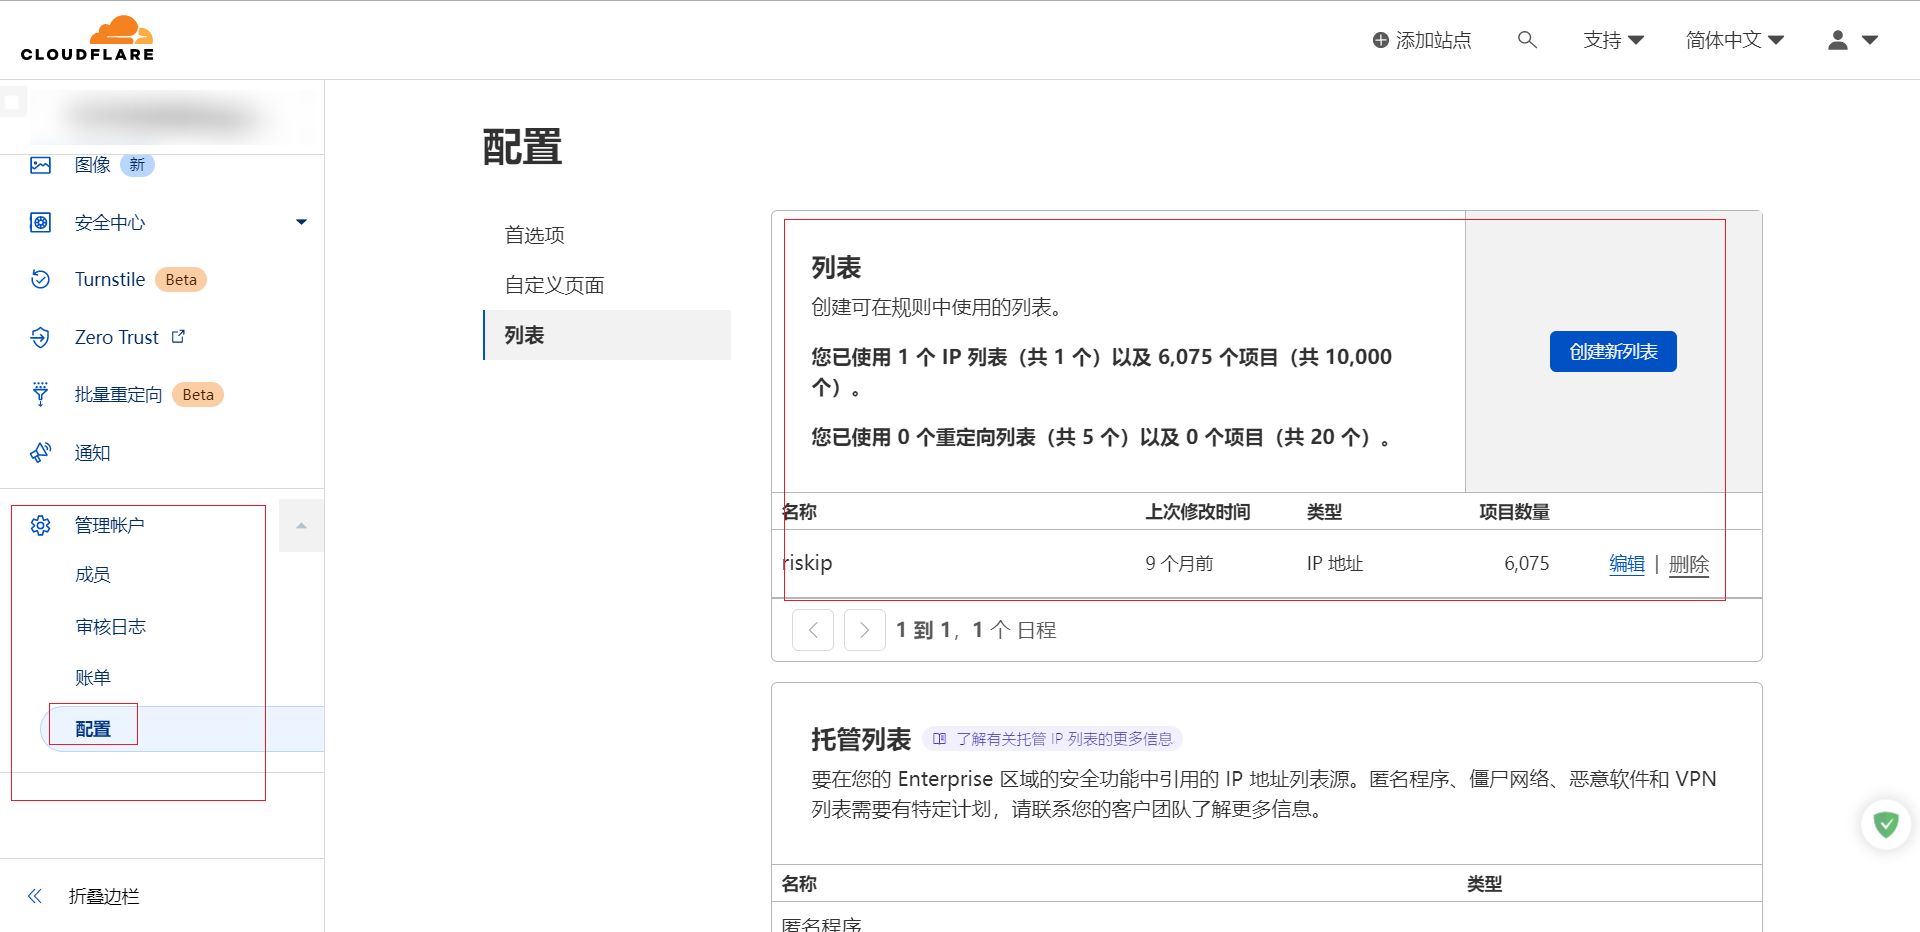 CLOUDFLARE
添加站点
支持
简体中文
图像 新
安全中心
Turnstile Beta
Zero Trust
批量重定向 Beta
通知
管理帐户
成员
审核日志
账单
配置
折叠边栏
配置
首选项
自定义页面
列表
列表
创建可在规则中使用的列表。
您已使用 1 个 IP 列表（共 1 个）以及 6,075 个项目（共 10,000
个）。
您已使用 0 个重定向列表（共 5 个）以及 0 个项目（共 20 个）。
创建新列表
名称 上次修改时间 类型 项目数量
riskip 9 个月前 IP 地址 6,075 编辑 | 删除
1 到 1，1 个 日程
托管列表 了解有关托管 IP 列表的更多信息
要在您的 Enterprise 区域的安全功能中引用的 IP 地址列表源。匿名程序、僵尸网络、恶意软件和 VPN
列表需要有特定计划，请联系您的客户团队了解更多信息。
名称 类型
匿名程序